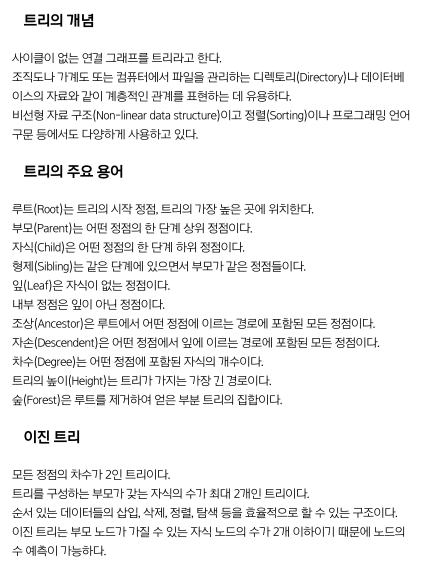 트리의 개념
사이클이 없는 연결 그래프를 트리라고 한다.
조직도나 가계도 또는 컴퓨터에서 파일을 관리하는 디렉토리(Directory)나 데이터베
이스의 자료와 같이 계층적인 관계를 표현하는 데 유용하다.
비선형 자료 구조(Non-linear data structure)이고 정렬(Sorting)이나 프로그래밍 언어
구문 등에서도 다양하게 사용하고 있다.
트리의 주요 용어
루트(Root)는 트리의 시작 정점, 트리의 가장 높은 곳에 위치한다.
부모(Parent)는 어떤 정점의 한 단계 상위 정점이다.
자식(Child)은 어떤 정점의 한 단계 하위 정점이다.
형제(Sibling)는 같은 단계에 있으면서 부모가 같은 정점들이다.
잎(Leaf)은 자식이 없는 정점이다.
내부 정점은 잎이 아닌 정점이다.
조상(Ancestor)은 루트에서 어떤 정점에 이르는 경로에 포함된 모든 정점이다.
자손(Descendent)은 어떤 정점에서 잎에 이르는 경로에 포함된 모든 정점이다.
차수(Degree)는 어떤 정점에 포함된 자식의 개수이다.
트리의 높이(Height)는 트리가 가지는 가장 긴 경로이다.
숲(Forest)은 루트를 제거하여 얻은 부분 트리의 집합이다.
이진 트리
모든 정점의 차수가 2인 트리이다.
트리를 구성하는 부모가 갖는 자식의 수가 최대 2개인 트리이다.
순서 있는 데이터들의 삽입, 삭제, 정렬, 탐색 등을 효율적으로 할 수 있는 구조이다.
이진 트리는 부모 노드가 가질 수 있는 자식 노드의 수가 2개 이하이기 때문에 노드의
수 예측이 가능하다.